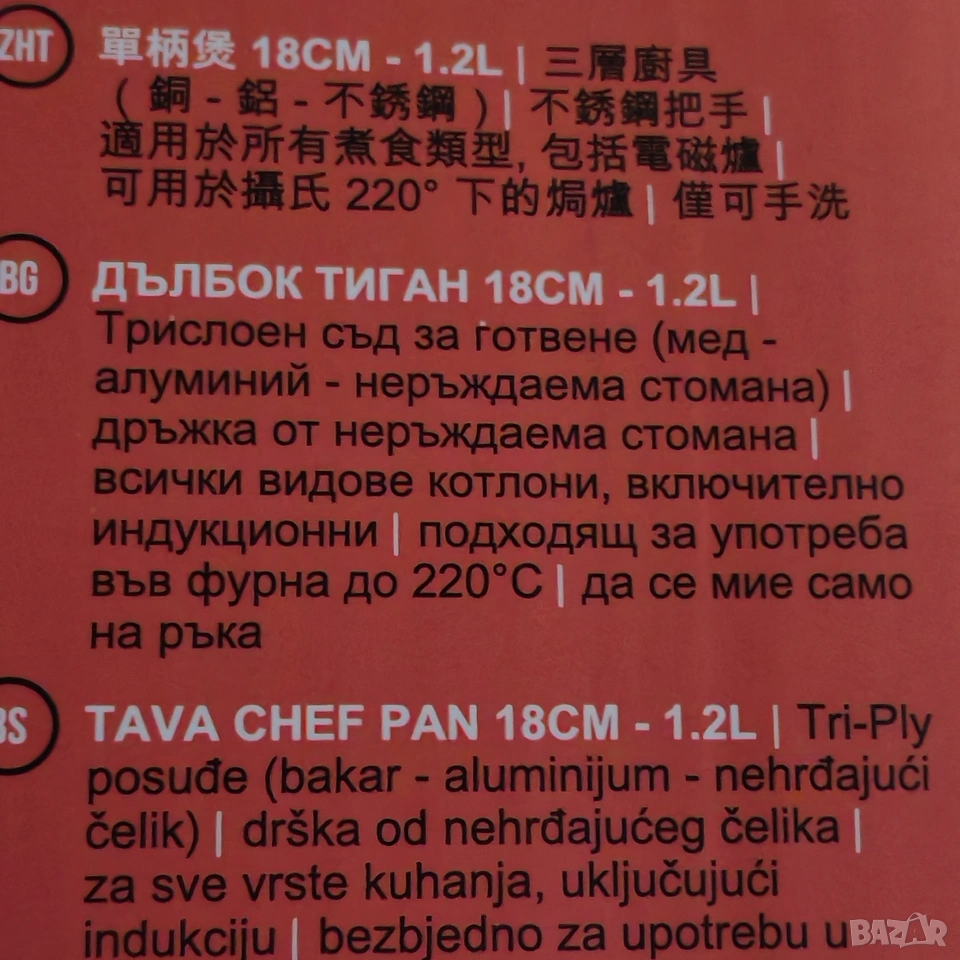 ZHT
單柄煲 18CM - 1.2L | 三層廚具
( 銅 - 鋁 - 不銹鋼 ) | 不銹鋼把手 |
適用於所有煮食類型, 包括電磁爐 |
可用於攝氏 220° 下的焗爐 | 僅可手洗
BG
ДЪЛБОК ТИГАН 18CM - 1.2L |
Трислоен съд за готвене (мед -
алуминий - неръждаема стомана) |
дръжка от неръждаема стомана |
всички видове котлони, включително
индукционни | подходящ за употреба
във фурна до 220°C | да се мие само
на ръка
BS
TAVA CHEF PAN 18CM - 1.2L | Tri-Ply
posuđe (bakar - aluminijum - nehrđajući
čelik) | drška od nehrđajućeg čelika |
za sve vrste kuhanja, uključujući
indukciju | bezbjedno za upotrebu u
BAZAR